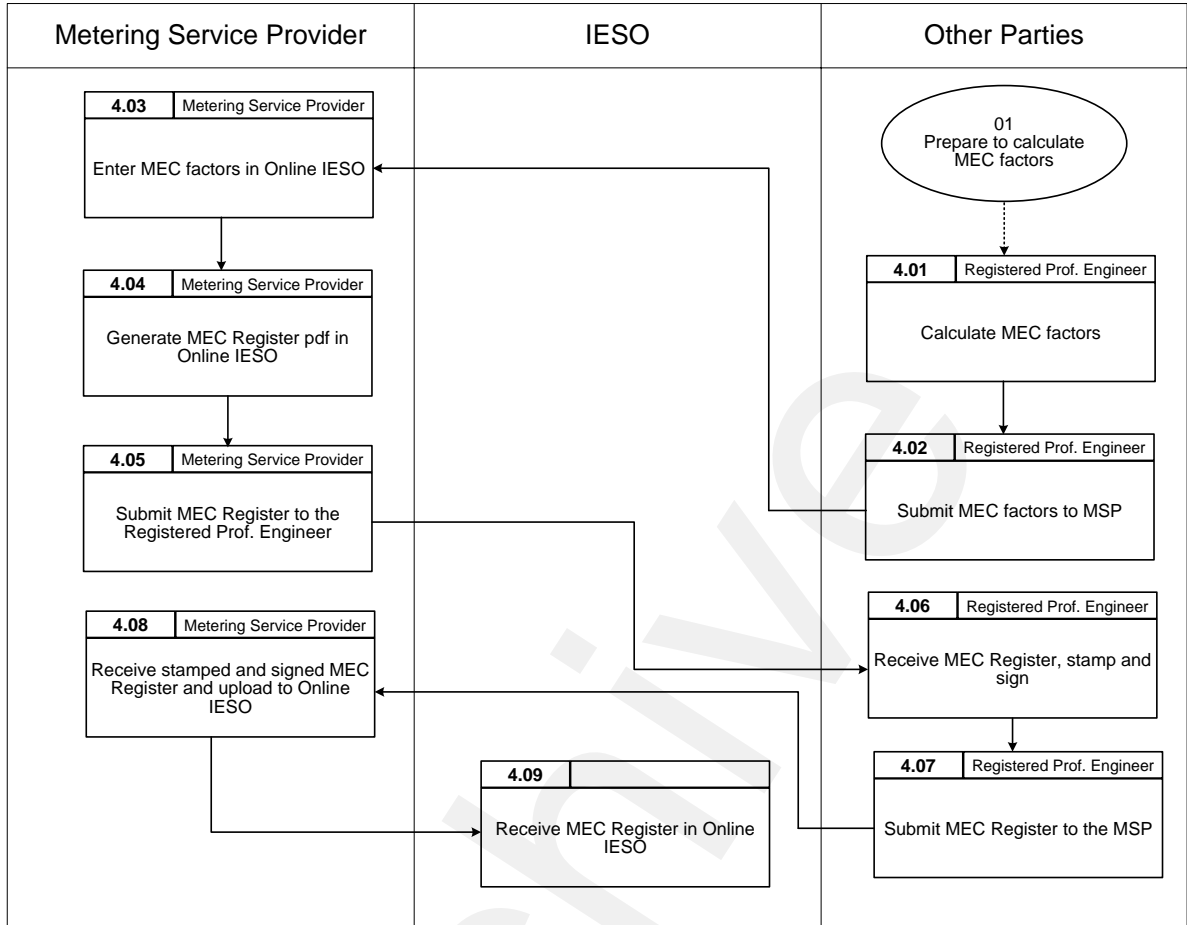 Metering Service Provider
IESO
Other Parties
4.03
Metering Service Provider
Enter MEC factors in Online IESO
4.04
Metering Service Provider
Generate MEC Register pdf in
Online IESO
4.05
Metering Service Provider
Submit MEC Register to the
Registered Prof. Engineer
4.08
Metering Service Provider
Receive stamped and signed MEC
Register and upload to Online
IESO
4.09
Receive MEC Register in Online
IESO
01
Prepare to calculate
MEC factors
4.01
Registered Prof. Engineer
Calculate MEC factors
4.02
Registered Prof. Engineer
Submit MEC factors to MSP
4.06
Registered Prof. Engineer
Receive MEC Register, stamp and
sign
4.07
Registered Prof. Engineer
Submit MEC Register to the MSP
hive